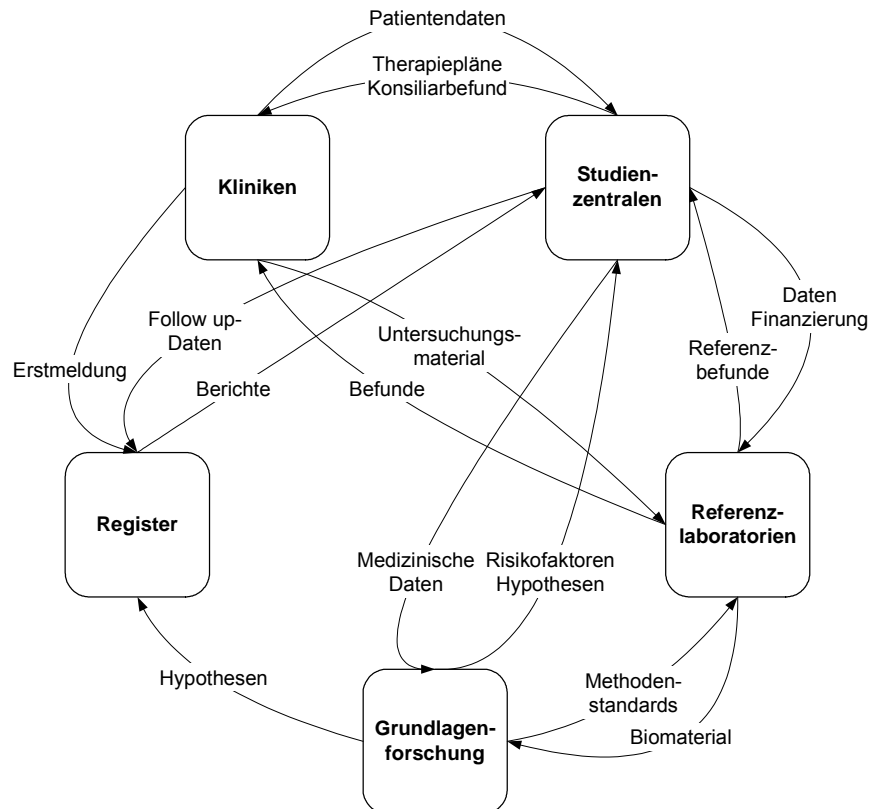 Patientendaten
Therapiepläne
Konsiliarbefund
Kliniken
Studien-
zentralen
Follow up-
Daten
Untersuchungs-
material
Daten
Finanzierung
Referenz-
befunde
Erstmeldung
Berichte
Befunde
Register
Referenz-
laboratorien
Medizinische
Daten
Risikofaktoren
Hypothesen
Hypothesen
Methoden-
standards
Grundlagen-
forschung
Biomaterial